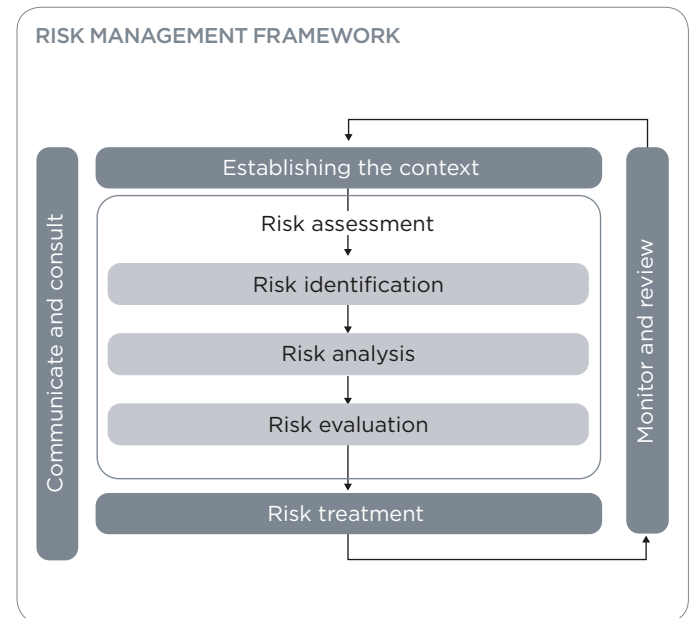 RISK MANAGEMENT FRAMEWORK
Communicate and consult
Establishing the context
Risk assessment
Risk identification
Risk analysis
Risk evaluation
Risk treatment
Monitor and review